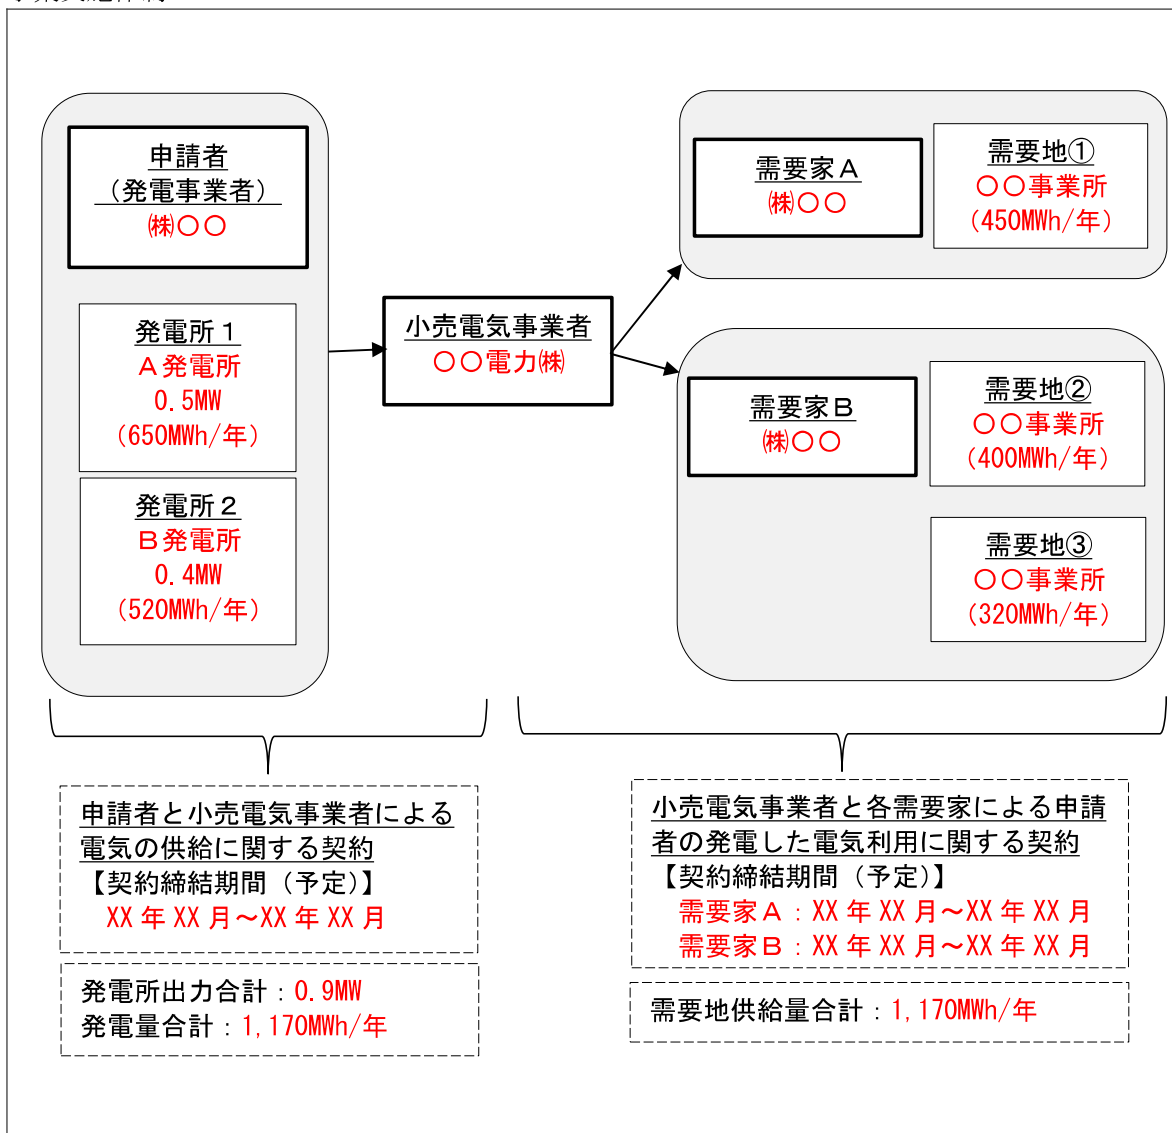 申請者
（発電事業者）
㈱〇〇
発電所１
Ａ発電所
0.5MW
(650MWh/年)
発電所２
Ｂ発電所
0.4MW
(520MWh/年)
小売電気事業者
〇〇電力㈱
需要家Ａ
㈱〇〇
需要地①
〇〇事業所
(450MWh/年)
需要家Ｂ
㈱〇〇
需要地②
〇〇事業所
(400MWh/年)
需要地③
〇〇事業所
(320MWh/年)
申請者と小売電気事業者による
電気の供給に関する契約
【契約締結期間（予定）】
XX 年 XX 月～XX 年 XX 月
発電所出力合計：0.9MW
発電量合計：1,170MWh/年
小売電気事業者と各需要家による申請
者の発電した電気利用に関する契約
【契約締結期間（予定）】
需要家Ａ：XX 年 XX 月～XX 年 XX 月
需要家Ｂ：XX 年 XX 月～XX 年 XX 月
需要地供給量合計：1,170MWh/年